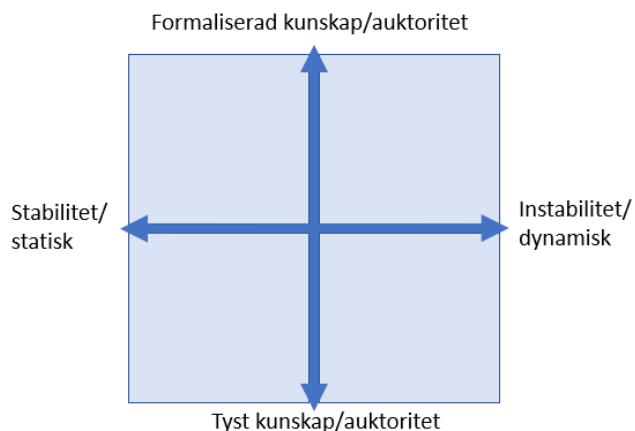 Formaliserad kunskap/auktoritet
Stabilitet/
statisk
Instabilitet/
dynamisk
Tyst kunskap/auktoritet